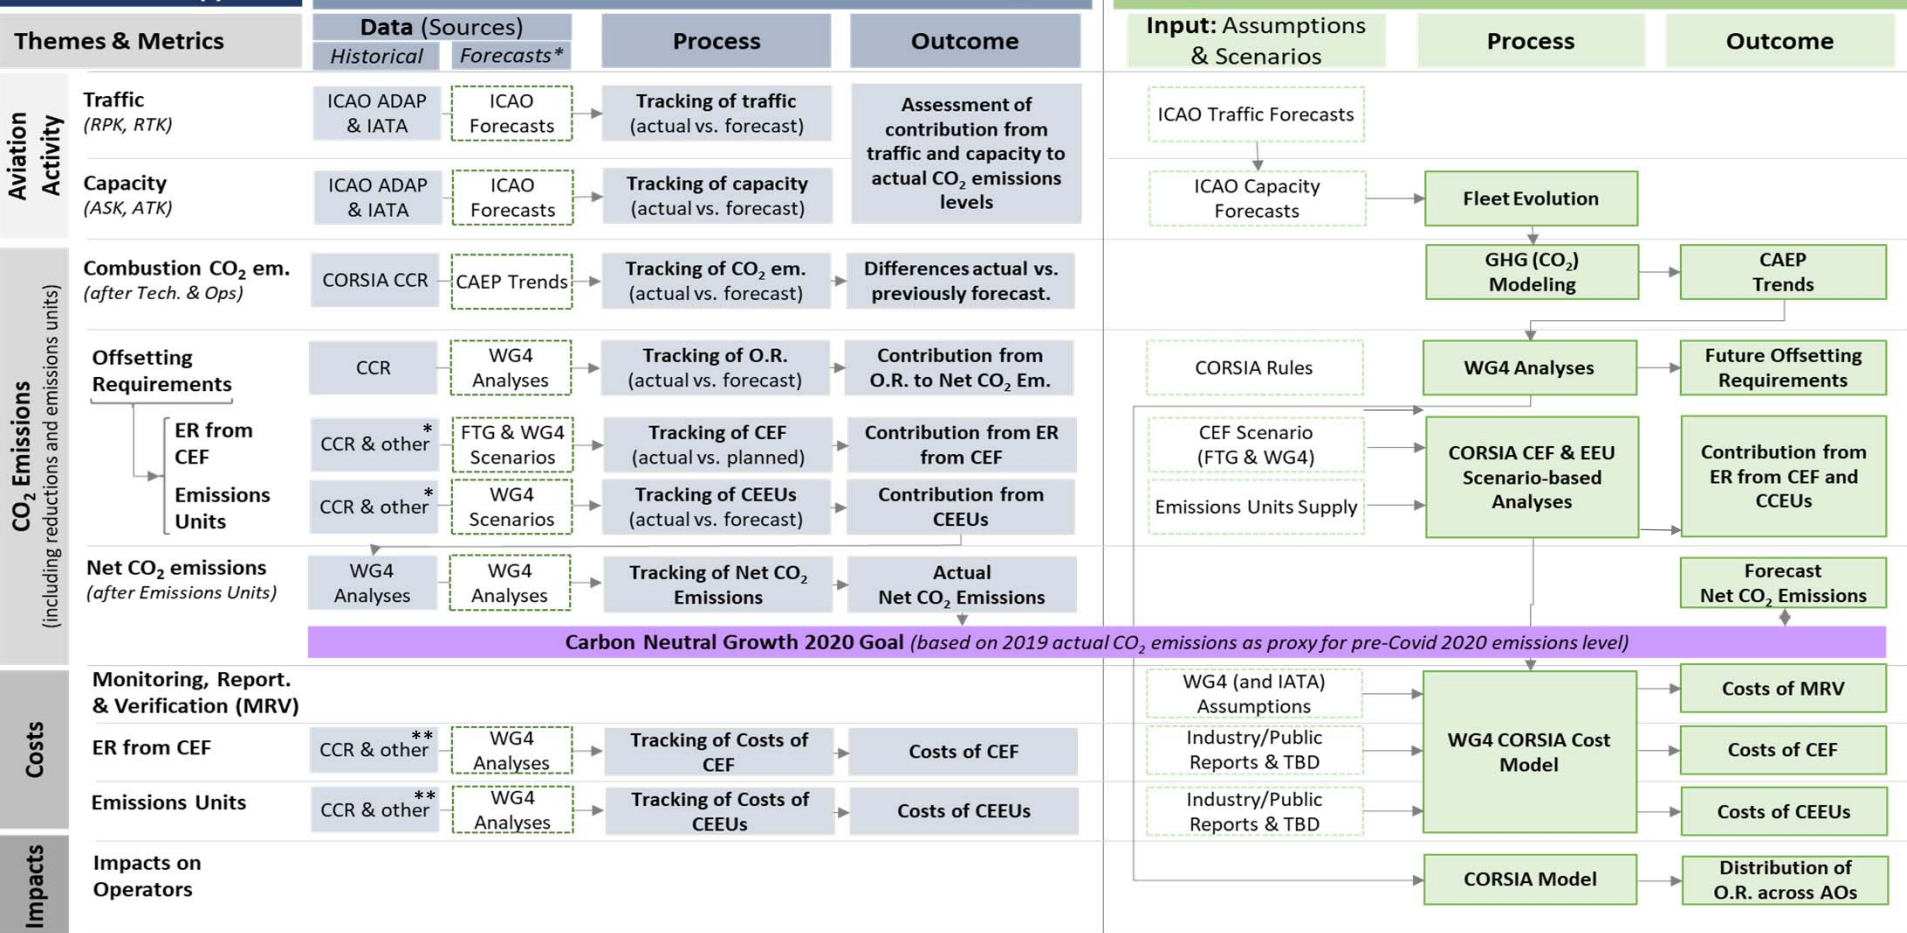 Themes & Metrics
Data (Sources)
Historical
Forecasts*
Process
Outcome
Input: Assumptions
& Scenarios
Process
Outcome
Aviation
Activity
Traffic
(RPK, RTK)
ICAO ADAP
& IATA
ICAO
Forecasts
Tracking of traffic
(actual vs. forecast)
Assessment of
contribution from
traffic and capacity to
actual CO₂ emissions
levels
ICAO Traffic Forecasts
Capacity
(ASK, ATK)
ICAO ADAP
& IATA
ICAO
Forecasts
Tracking of capacity
(actual vs. forecast)
ICAO Capacity
Forecasts
Fleet Evolution
CO₂ Emissions
(including reductions and emissions units)
Combustion CO₂ em.
(after Tech. & Ops)
CORSIA CCR
CAEP Trends
Tracking of CO₂ em.
(actual vs. forecast)
Differences actual vs.
previously forecast.
GHG (CO₂)
Modeling
CAEP
Trends
Offsetting
Requirements
CCR
WG4
Analyses
Tracking of O.R.
(actual vs. forecast)
Contribution from
O.R. to Net CO₂ Em.
CORSIA Rules
WG4 Analyses
Future Offsetting
Requirements
ER from
CEF
CCR & other*
FTG & WG4
Scenarios
Tracking of CEF
(actual vs. planned)
Contribution from ER
from CEF
CEF Scenario
(FTG & WG4)
CORSIA CEF & EEU
Scenario-based
Analyses
Contribution from
ER from CEF and
CCEUs
Emissions
Units
CCR & other*
WG4
Scenarios
Tracking of CEEUs
(actual vs. forecast)
Contribution from
CEEUs
Emissions Units Supply
Net CO₂ emissions
(after Emissions Units)
WG4
Analyses
WG4
Analyses
Tracking of Net CO₂
Emissions
Actual
Net CO₂ Emissions
Forecast
Net CO₂ Emissions
Carbon Neutral Growth 2020 Goal (based on 2019 actual CO₂ emissions as proxy for pre-Covid 2020 emissions level)
Costs
Monitoring, Report.
& Verification (MRV)
WG4 (and IATA)
Assumptions
WG4 CORSIA Cost
Model
Costs of MRV
ER from CEF
CCR & other**
WG4
Analyses
Tracking of Costs of
CEF
Costs of CEF
Industry/Public
Reports & TBD
Costs of CEF
Emissions Units
CCR & other**
WG4
Analyses
Tracking of Costs of
CEEUs
Costs of CEEUs
Industry/Public
Reports & TBD
Costs of CEEUs
Impacts
Impacts on
Operators
CORSIA Model
Distribution of
O.R. across AOs